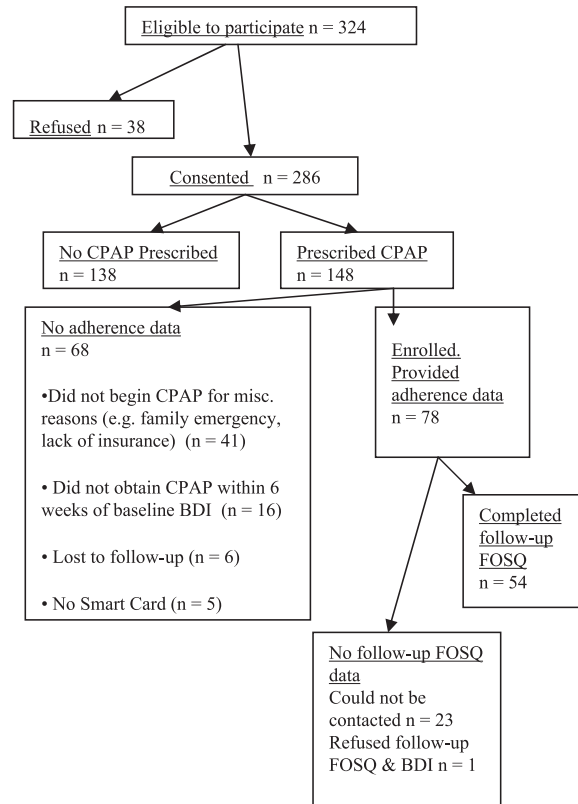 Eligible to participate n = 324
Refused n = 38
Consented n = 286
No CPAP Prescribed
n = 138
Prescribed CPAP
n = 148
No adherence data
n = 68
•Did not begin CPAP for misc.
reasons (e.g. family emergency,
lack of insurance) (n = 41)
• Did not obtain CPAP within 6
weeks of baseline BDI (n = 16)
• Lost to follow-up (n = 6)
• No Smart Card (n = 5)
Enrolled.
Provided
adherence data
n = 78
Completed
follow-up
FOSQ
n = 54
No follow-up FOSQ
data
Could not be
contacted n = 23
Refused follow-up
FOSQ & BDI n = 1